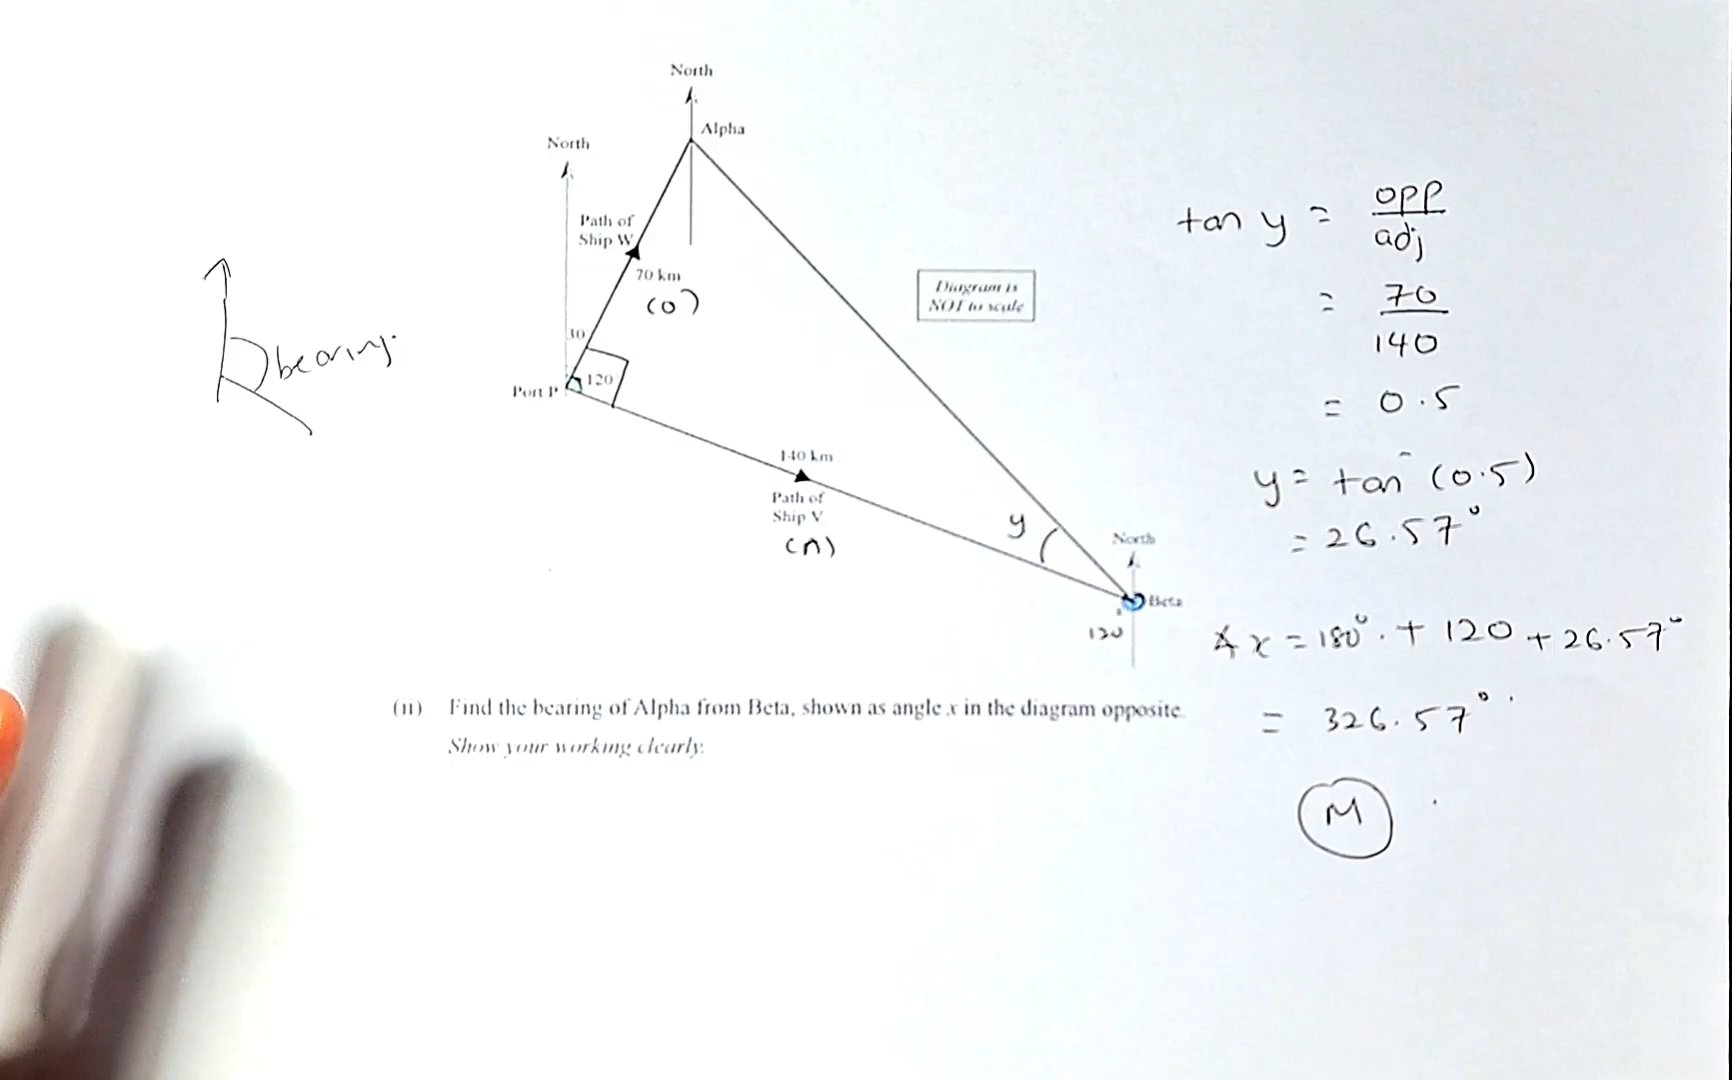 North
Alpha
North
Path of
Ship W
70 km
(o)
30
120
Port P
bearing.
Diagram is
NOT to scale
140 km
Path of
Ship V
(A)
y
North
Beta
120
(ii) Find the bearing of Alpha from Beta, shown as angle x in the diagram opposite.
Show your working clearly.
tan y = opp
adj
= 70
140
= 0.5
y = tan⁻ (0.5)
= 26.57°
∡ x = 180° + 120 + 26.57°
= 326.57°
M